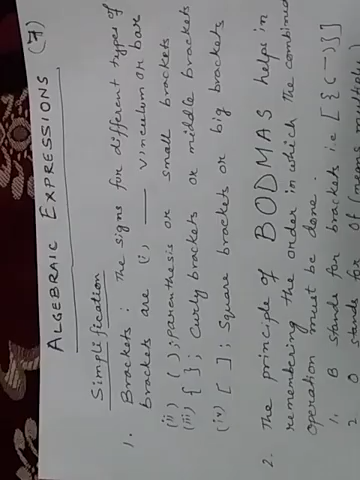 ALGEBRAIC EXPRESSIONS (7)
Simplification
1. Brackets : The signs for different types of
brackets are (i) — vinculum or bar
(ii) ( ) ; parenthesis or small brackets
(iii) { } ; Curly brackets or middle brackets
(iv) [ ] ; Square brackets or big brackets
2. The principle of BODMAS helps in
remembering the order in which the combined
operation must be done.
1. B stands for brackets i.e [ { ( — ) } ]
2. O stands for Of (means multiply)